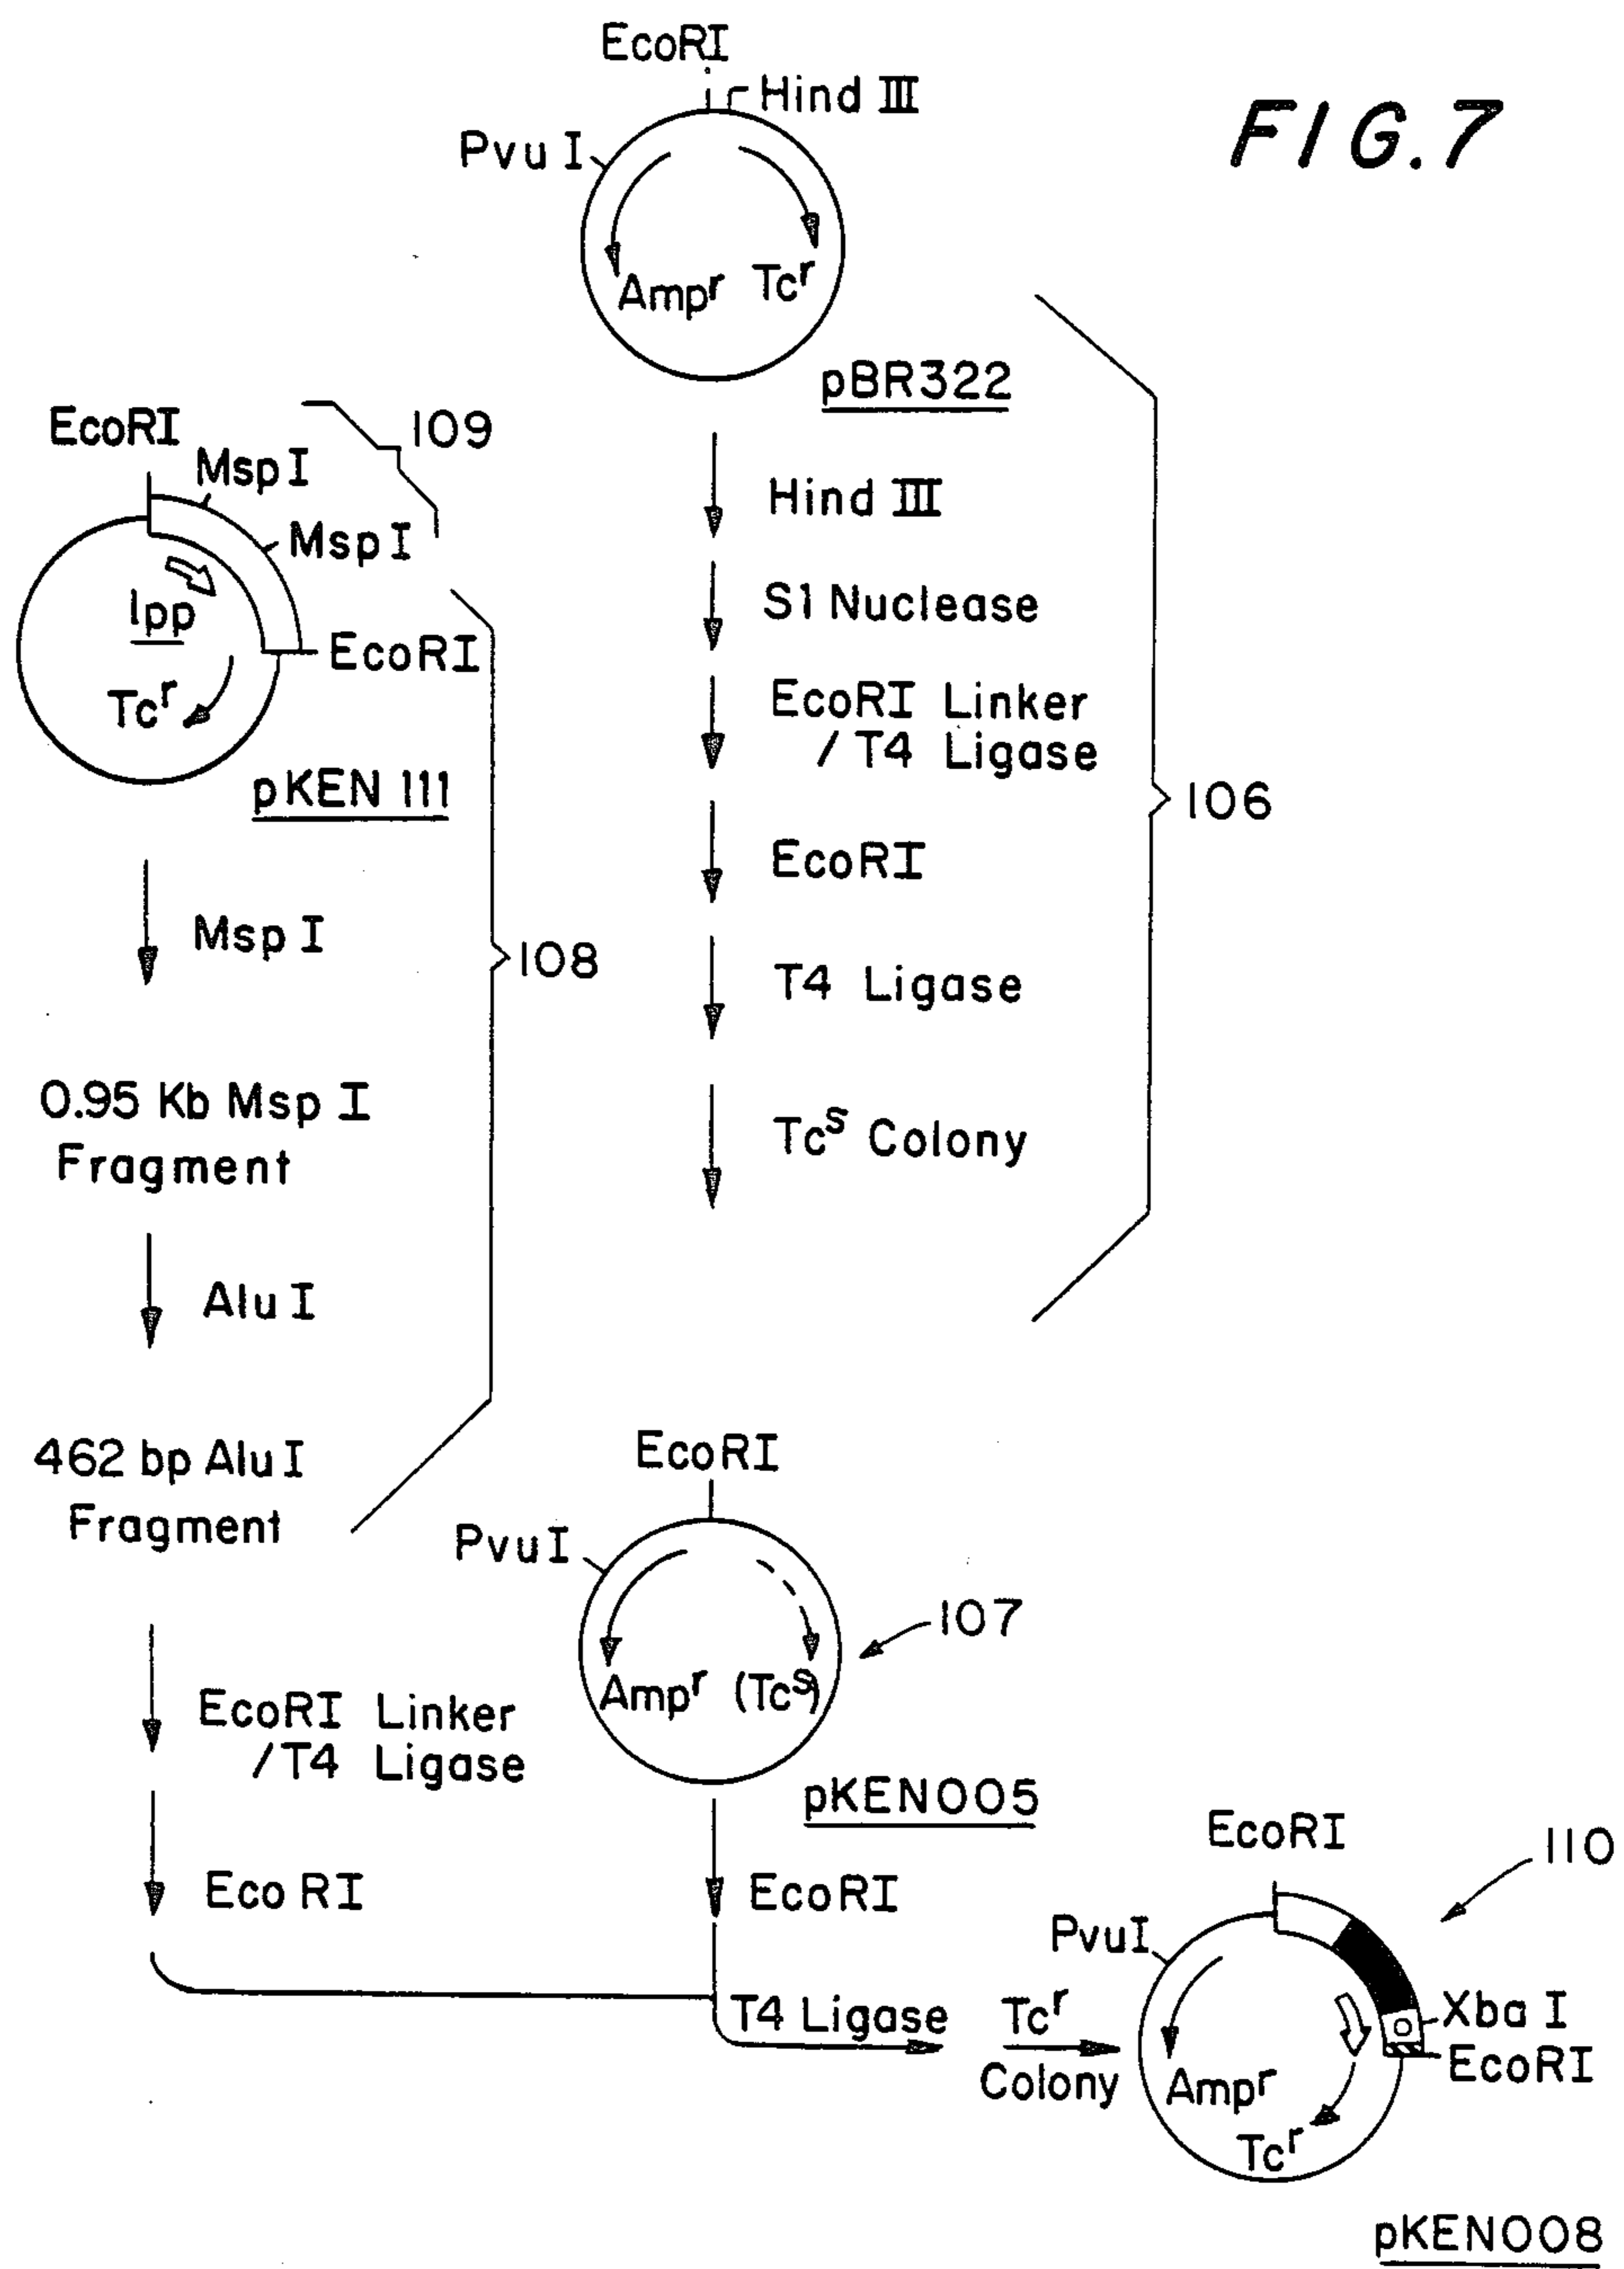 FIG.7
EcoRI
Hind III
Pvu I
Ampʳ Tcʳ
pBR322
Hind III
S1 Nuclease
EcoRI Linker
/ T4 Ligase
EcoRI
T4 Ligase
Tcˢ Colony
106
EcoRI
Msp I
Msp I
109
lpp
EcoRI
Tcʳ
pKEN 111
Msp I
0.95 Kb Msp I
Fragment
Alu I
462 bp Alu I
Fragment
108
EcoRI Linker
/T4 Ligase
Eco RI
EcoRI
PvuI
Ampʳ (Tcˢ)
107
pKEN005
EcoRI
T4 Ligase
Tcʳ
Colony
EcoRI
110
PvuI
Xba I
EcoRI
Ampʳ
Tcʳ
pKEN008